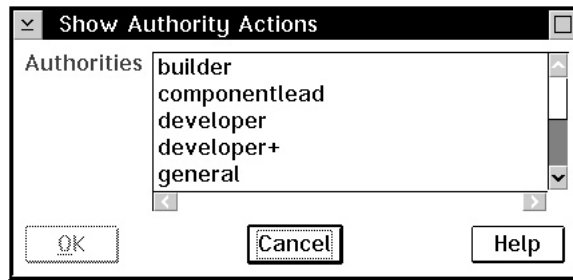 Show Authority Actions
Authorities
builder
componentlead
developer
developer+
general
OK
Cancel
Help